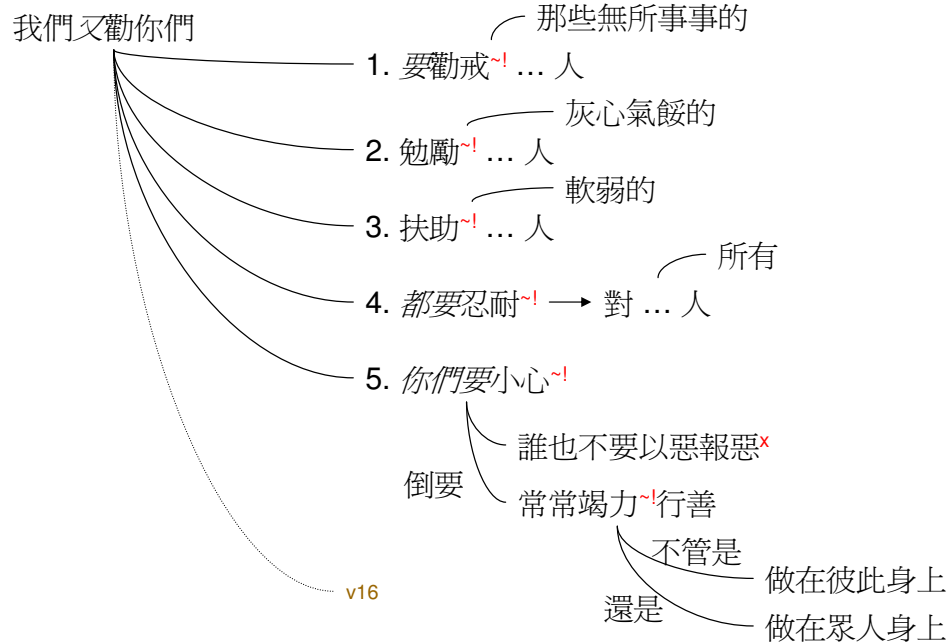 那些無所事事的
我們又勸你們
1. 要勸戒~! … 人
灰心氣餒的
2. 勉勵~! … 人
軟弱的
3. 扶助~! … 人
所有
4. 都要忍耐~! 對 … 人
5. 你們要小心~!
誰也不要以惡報惡x
倒要
常常竭力~!行善
不管是
做在彼此身上
v16
還是
做在眾人身上